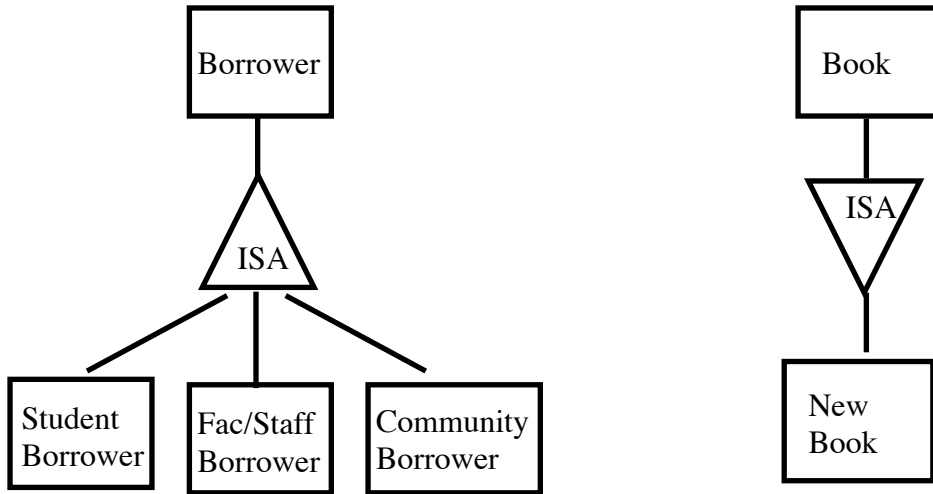 Borrower
Book
ISA
ISA
Student
Borrower
Fac/Staff
Borrower
Community
Borrower
New
Book